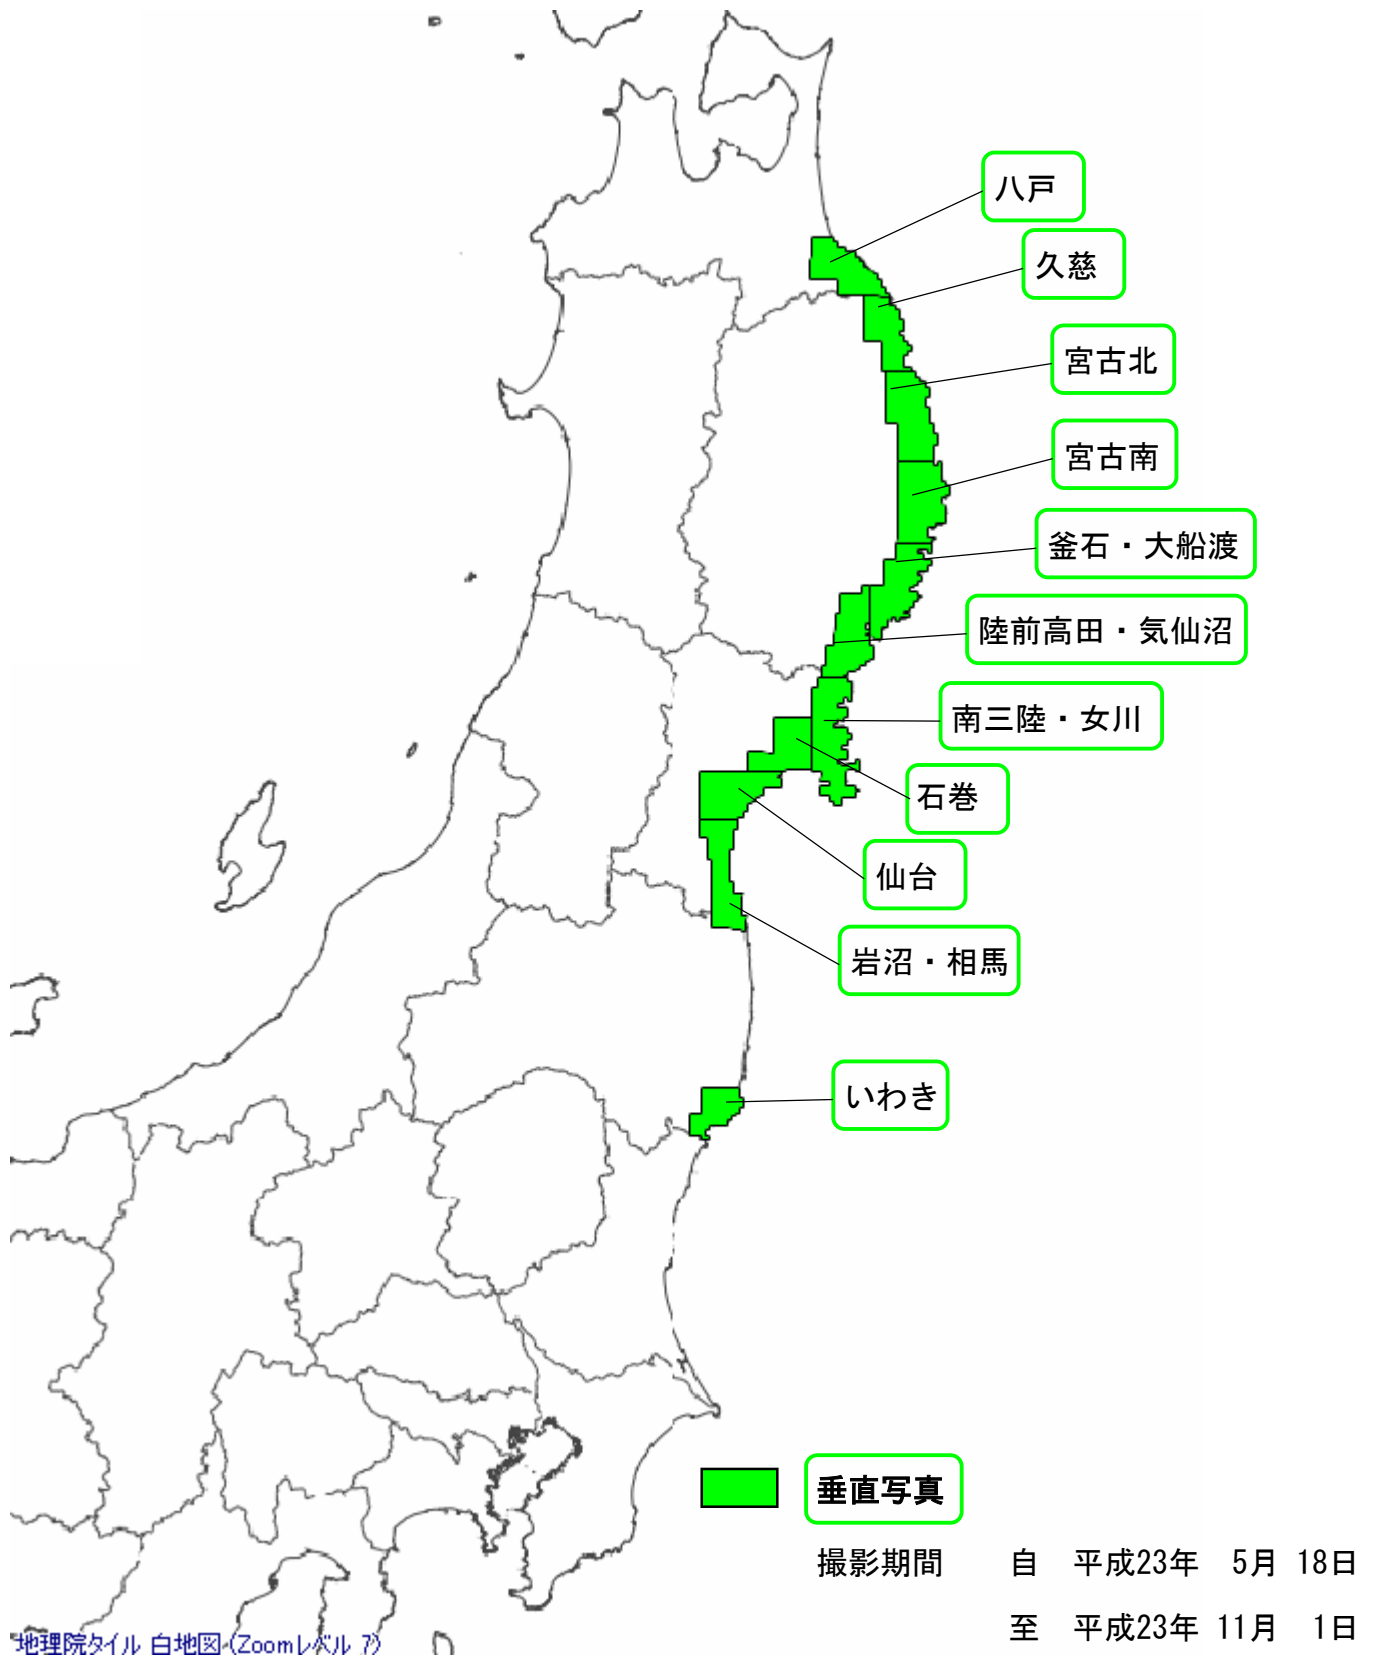 八戸
久慈
宮古北
宮古南
釜石・大船渡
陸前高田・気仙沼
南三陸・女川
石巻
仙台
岩沼・相馬
いわき
垂直写真
撮影期間 自 平成23年 5月 18日
至 平成23年 11月 1日
地理院タイル 白地図 (Zoomレベル 7)